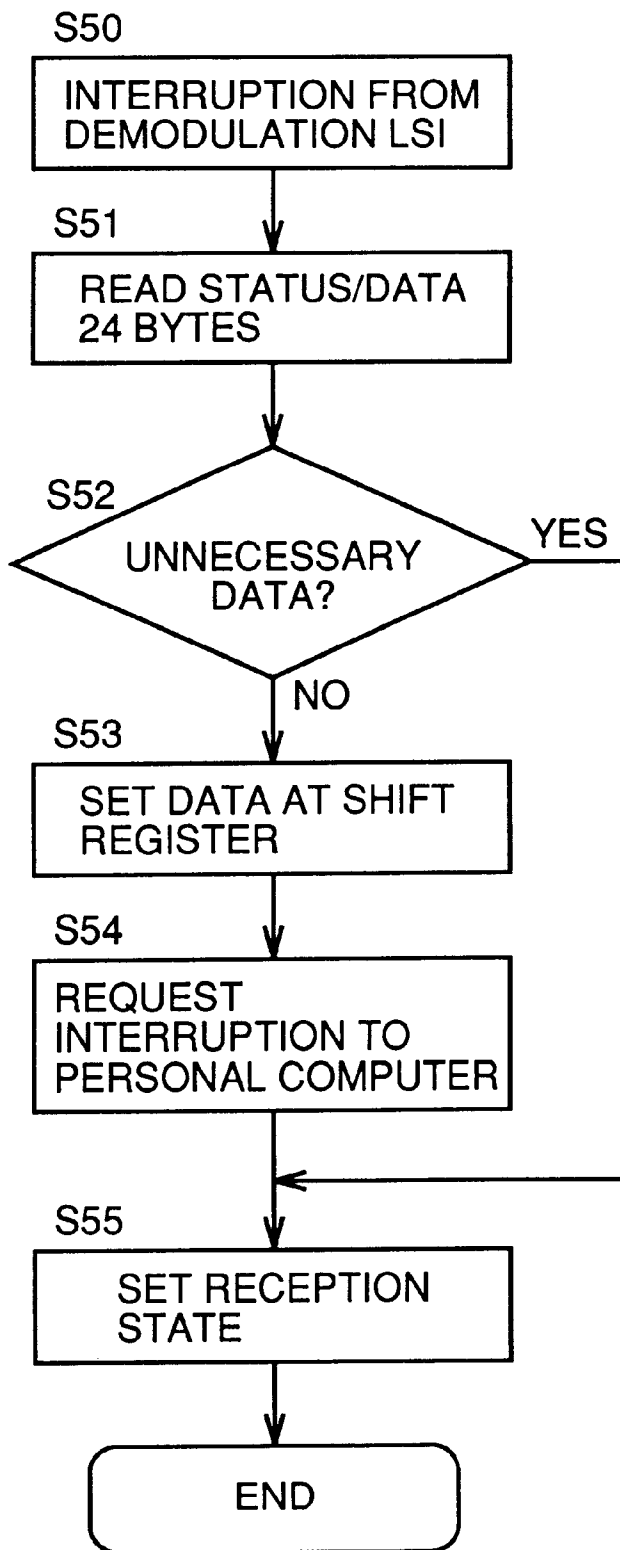 S50
INTERRUPTION FROM
DEMODULATION LSI
S51
READ STATUS/DATA
24 BYTES
S52
UNNECESSARY
DATA?
YES
NO
S53
SET DATA AT SHIFT
REGISTER
S54
REQUEST
INTERRUPTION TO
PERSONAL COMPUTER
S55
SET RECEPTION
STATE
END